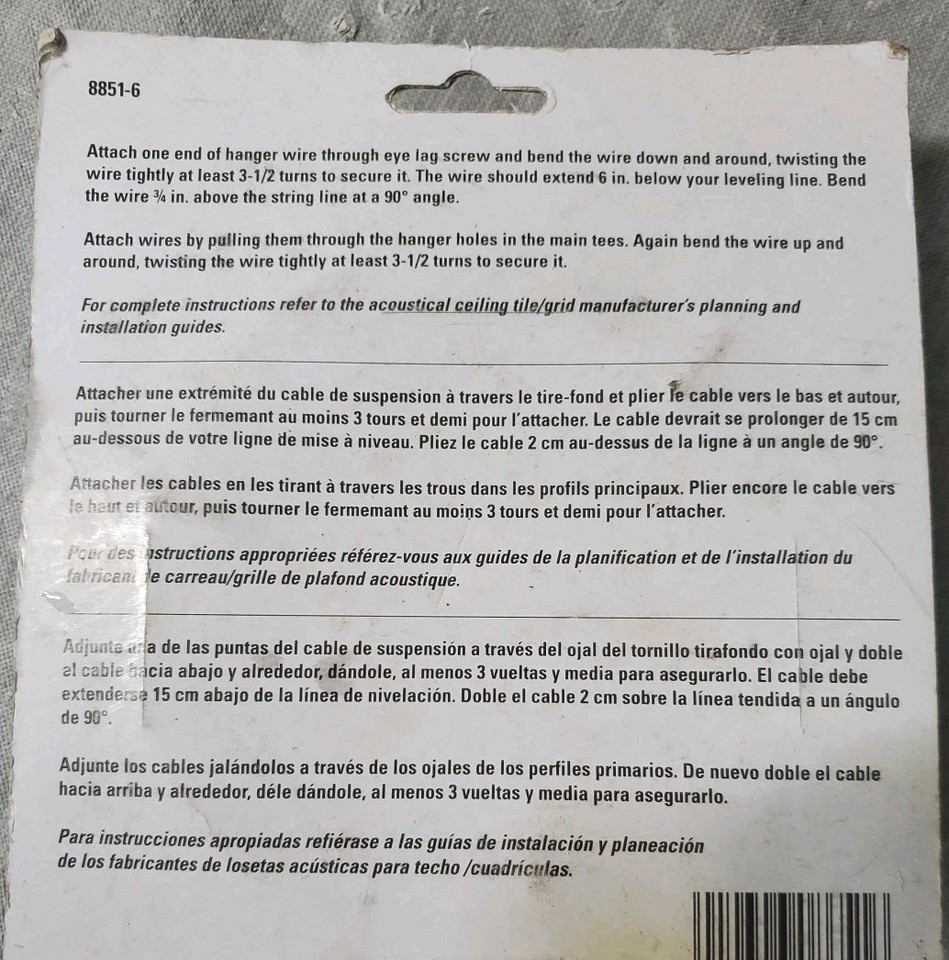 8851-6
Attach one end of hanger wire through eye lag screw and bend the wire down and around, twisting the
wire tightly at least 3-1/2 turns to secure it. The wire should extend 6 in. below your leveling line. Bend
the wire ¾ in. above the string line at a 90° angle.
Attach wires by pulling them through the hanger holes in the main tees. Again bend the wire up and
around, twisting the wire tightly at least 3-1/2 turns to secure it.
For complete instructions refer to the acoustical ceiling tile/grid manufacturer's planning and
installation guides.
Attacher une extrémité du cable de suspension à travers le tire-fond et plier le cable vers le bas et autour,
puis tourner le fermemant au moins 3 tours et demi pour l'attacher. Le cable devrait se prolonger de 15 cm
au-dessous de votre ligne de mise à niveau. Pliez le cable 2 cm au-dessus de la ligne à un angle de 90°.
Attacher les cables en les tirant à travers les trous dans les profils principaux. Plier encore le cable vers
le haut et autour, puis tourner le fermemant au moins 3 tours et demi pour l'attacher.
Pour des instructions appropriées référez-vous aux guides de la planification et de l'installation du
fabricant de carreau/grille de plafond acoustique.
Adjunte una de las puntas del cable de suspensión a través del ojal del tornillo tirafondo con ojal y doble
el cable hacia abajo y alrededor, dándole, al menos 3 vueltas y media para asegurarlo. El cable debe
extenderse 15 cm abajo de la línea de nivelación. Doble el cable 2 cm sobre la línea tendida a un ángulo
de 90°.
Adjunte los cables jalándolos a través de los ojales de los perfiles primarios. De nuevo doble el cable
hacia arriba y alrededor, déle dándole, al menos 3 vueltas y media para asegurarlo.
Para instrucciones apropiadas refiérase a las guías de instalación y planeación
de los fabricantes de losetas acústicas para techo /cuadrículas.